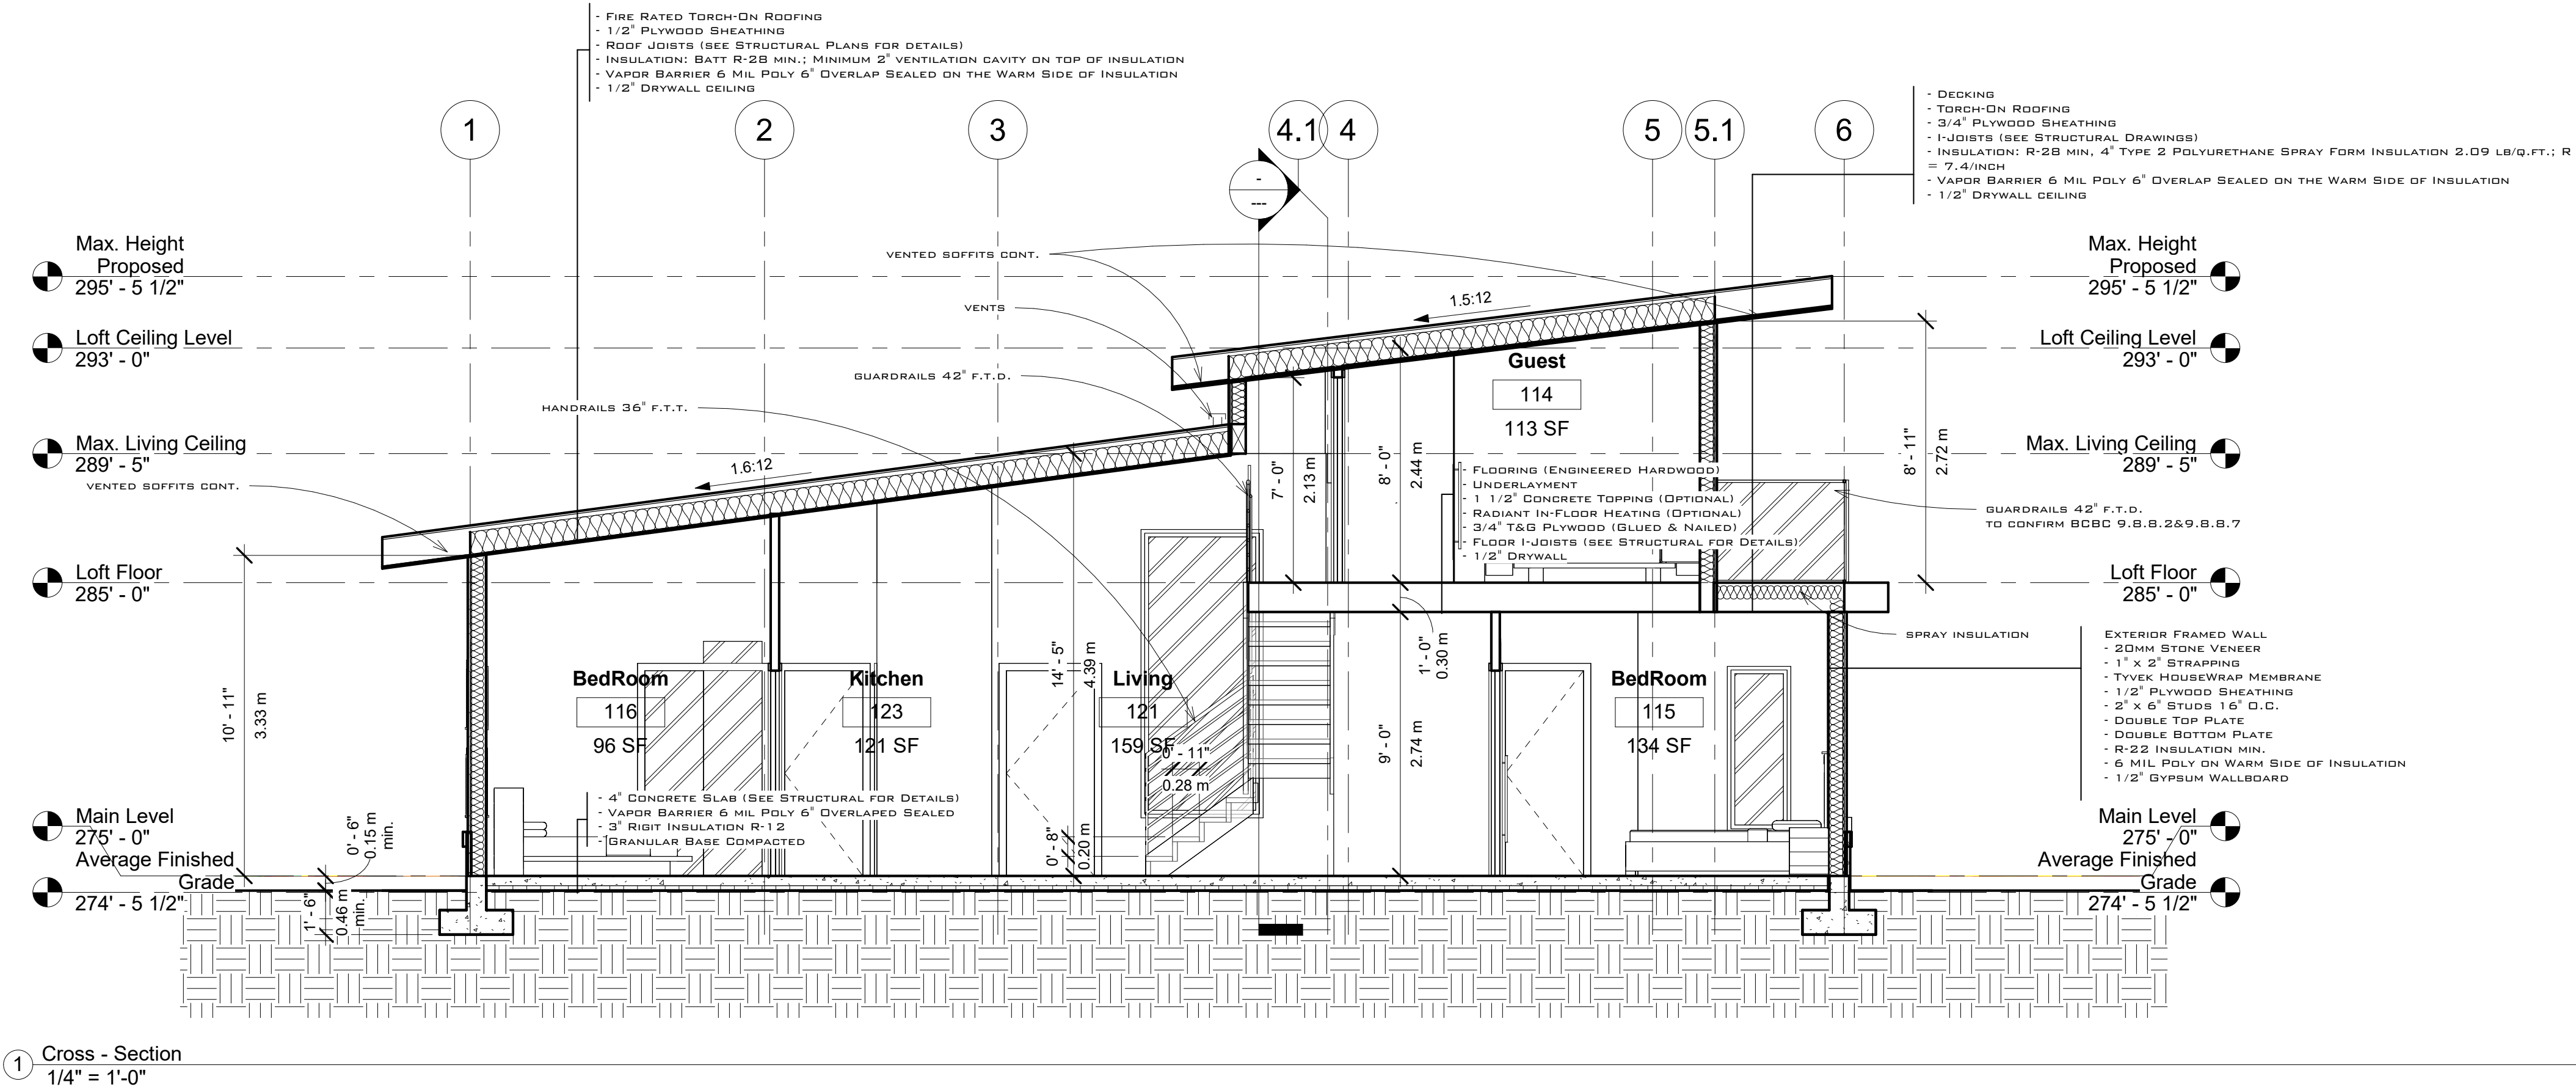 - Fire Rated Torch-On Roofing
- 1/2" Plywood Sheathing
- Roof Joists (see Structural Plans for details)
- Insulation: Batt R-28 min.; Minimum 2" ventilation cavity on top of insulation
- Vapor Barrier 6 Mil Poly 6" Overlap Sealed on the Warm Side of Insulation
- 1/2" Drywall ceiling
- Decking
- Torch-On Roofing
- 3/4" Plywood Sheathing
- I-Joists (see Structural Drawings)
- Insulation: R-28 min, 4" Type 2 Polyurethane Spray Form Insulation 2.09 lb/q.ft.; R
= 7.4/inch
- Vapor Barrier 6 Mil Poly 6" Overlap Sealed on the Warm Side of Insulation
- 1/2" Drywall ceiling
1
2
3
4.1
4
5
5.1
6
-
---
Max. Height
Proposed
295' - 5 1/2"
Loft Ceiling Level
293' - 0"
Max. Living Ceiling
289' - 5"
vented soffits cont.
Loft Floor
285' - 0"
Main Level
275' - 0"
Average Finished
Grade
274' - 5 1/2"
vented soffits cont.
vents
guardrails 42" f.t.d.
handrails 36" f.t.t.
1.6:12
1.5:12
Guest
114
113 SF
7' - 0"
2.13 m
8' - 0"
2.44 m
8' - 11"
2.72 m
- Flooring (Engineered Hardwood)
- Underlayment
- 1 1/2" Concrete Topping (Optional)
- Radiant In-Floor Heating (Optional)
- 3/4" T&G Plywood (Glued & Nailed)
- Floor I-Joists (see Structural for Details)
- 1/2" Drywall
Max. Height
Proposed
295' - 5 1/2"
Loft Ceiling Level
293' - 0"
Max. Living Ceiling
289' - 5"
guardrails 42" f.t.d.
to confirm BCBC 9.8.8.2&9.8.8.7
Loft Floor
285' - 0"
spray insulation
Exterior Framed Wall
- 20mm Stone Veneer
- 1" x 2" Strapping
- Tyvek HouseWrap Membrane
- 1/2" Plywood Sheathing
- 2" x 6" Studs 16" O.C.
- Double Top Plate
- Double Bottom Plate
- R-22 Insulation min.
- 6 MIL Poly on Warm Side of Insulation
- 1/2" Gypsum Wallboard
Main Level
275' - 0"
Average Finished
Grade
274' - 5 1/2"
10' - 11"
3.33 m
BedRoom
116
96 SF
Kitchen
123
121 SF
14' - 5"
4.39 m
Living
121
159 SF
0' - 11"
0.28 m
0' - 8"
0.20 m
1' - 0"
0.30 m
9' - 0"
2.74 m
BedRoom
115
134 SF
- 4" Concrete Slab (See Structural for Details)
- Vapor Barrier 6 mil Poly 6" Overlaped Sealed
- 3" Rigit Insulation R-12
- Granular Base Compacted
0' - 6"
0.15 m
min.
1' - 6"
0.46 m
min.
1
Cross - Section
1/4" = 1'-0"